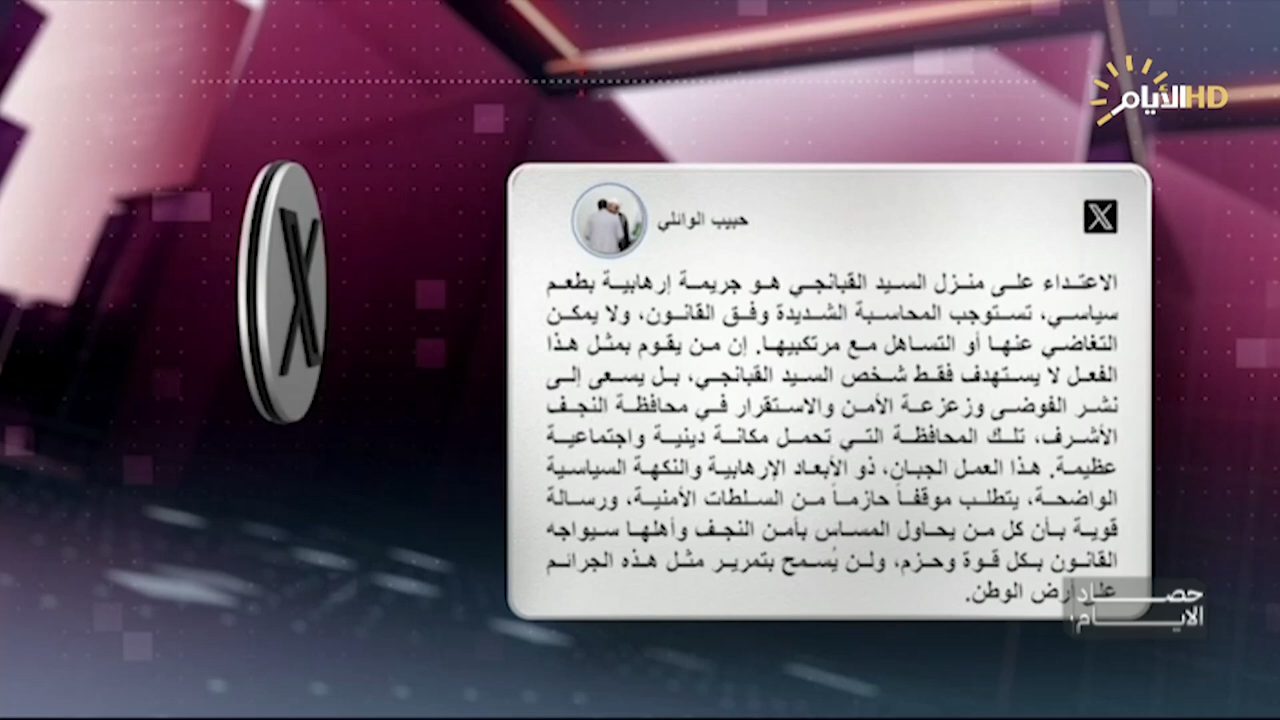 الأيام HD
حبيب الوائلي
الاعتداء على منزل السيد القبانجي هو جريمة إرهابية بطعم
سياسي، تستوجب المحاسبة الشديدة وفق القانون، ولا يمكن
التغاضي عنها أو التساهل مع مرتكبيها. إن من يقوم بمثل هذا
الفعل لا يستهدف فقط شخص السيد القبانجي، بل يسعى إلى
نشر الفوضى وزعزعة الأمن والاستقرار في محافظة النجف
الأشرف، تلك المحافظة التي تحمل مكانة دينية واجتماعية
عظيمة. هذا العمل الجبان، ذو الأبعاد الإرهابية والنكهة السياسية
الواضحة، يتطلب موقفاً حازماً من السلطات الأمنية، ورسالة
قوية بأن كل من يحاول المساس بأمن النجف وأهلها سيواجه
القانون بكل قوة وحزم، ولن يُسمح بتمرير مثل هذه الجرائم
على أرض الوطن.
حصاد
الايام